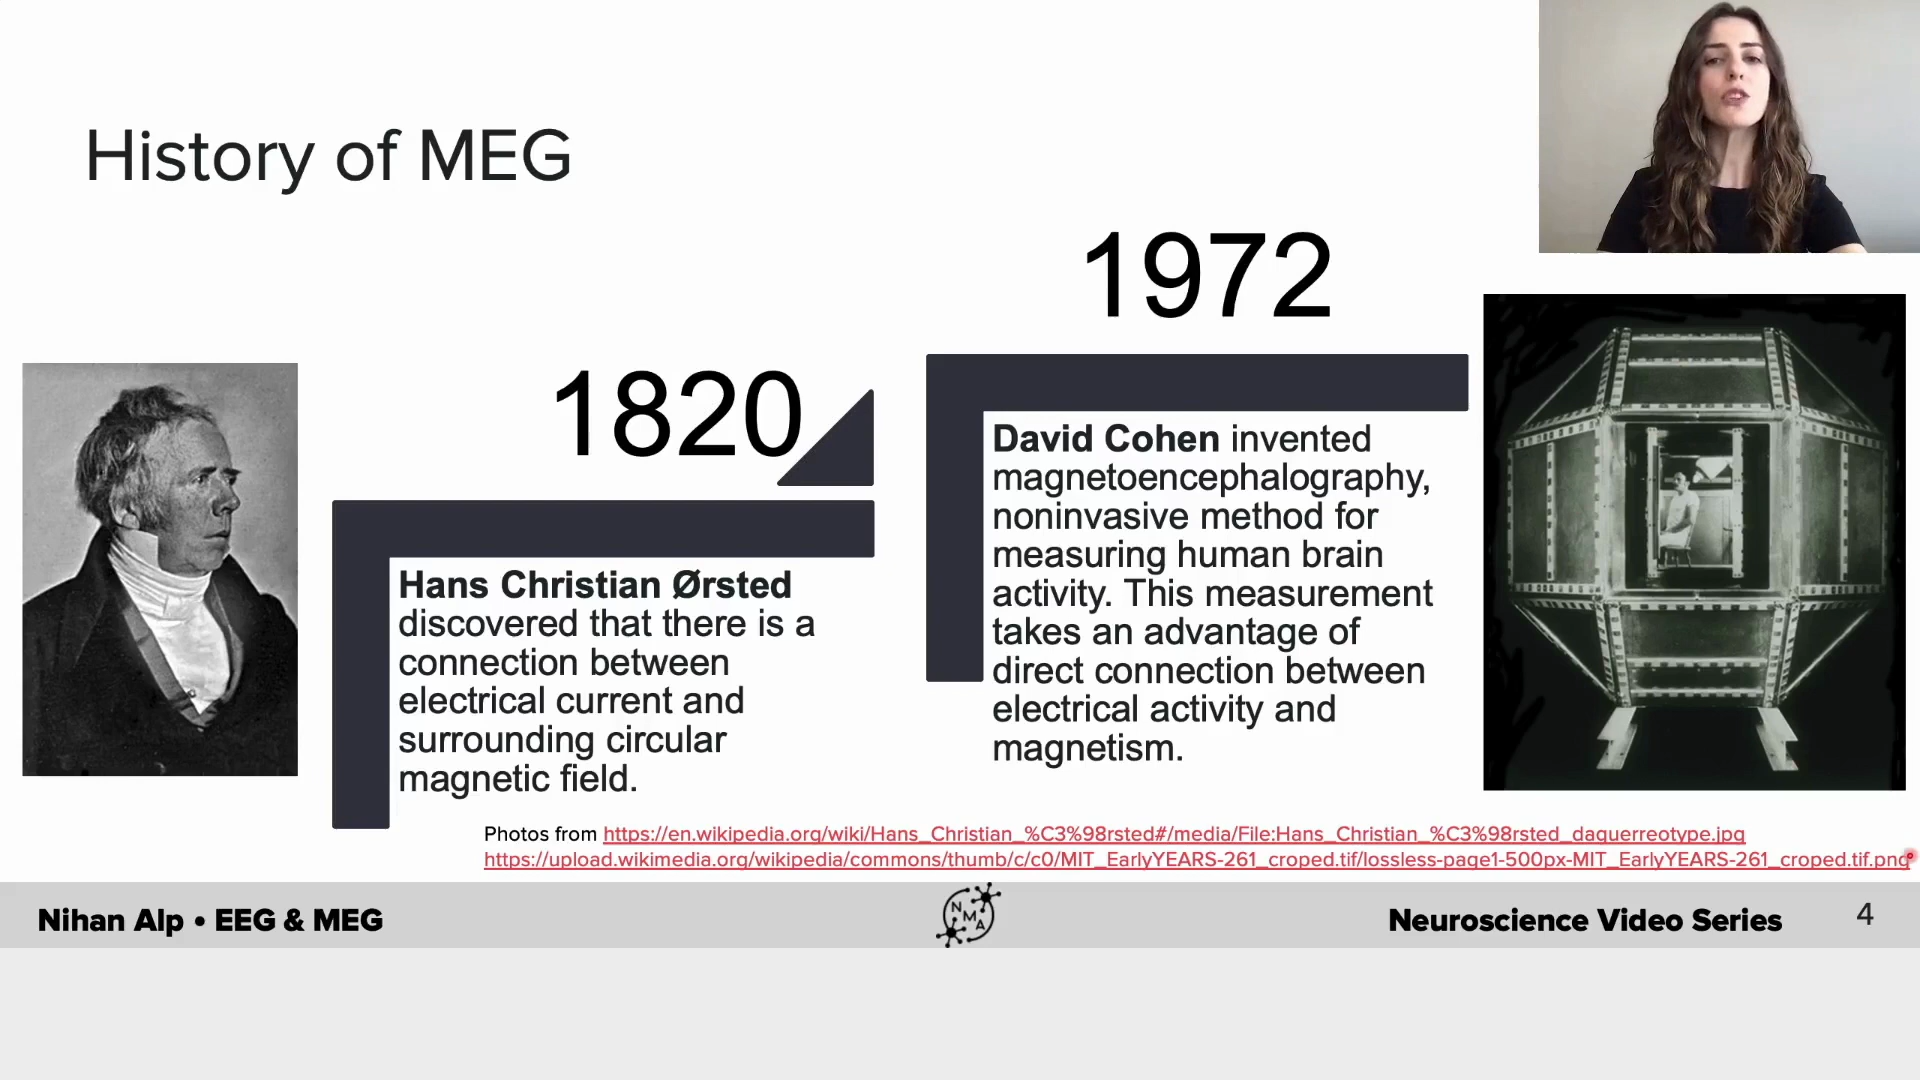 History of MEG
1820
Hans Christian Ørsted
discovered that there is a
connection between
electrical current and
surrounding circular
magnetic field.
1972
David Cohen invented
magnetoencephalography,
noninvasive method for
measuring human brain
activity. This measurement
takes an advantage of
direct connection between
electrical activity and
magnetism.
Photos from https://en.wikipedia.org/wiki/Hans_Christian_%C3%98rsted#/media/File:Hans_Christian_%C3%98rsted_daguerreotype.jpg
https://upload.wikimedia.org/wikipedia/commons/thumb/c/c0/MIT_EarlyYEARS-261_croped.tif/lossless-page1-500px-MIT_EarlyYEARS-261_croped.tif.png
Nihan Alp • EEG & MEG
NMA
Neuroscience Video Series
4